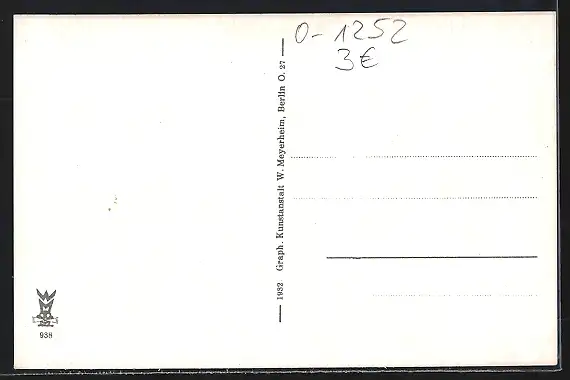 0-1252
3€
1932 Graph. Kunstanstalt W. Meyerheim, Berlin O. 27
938